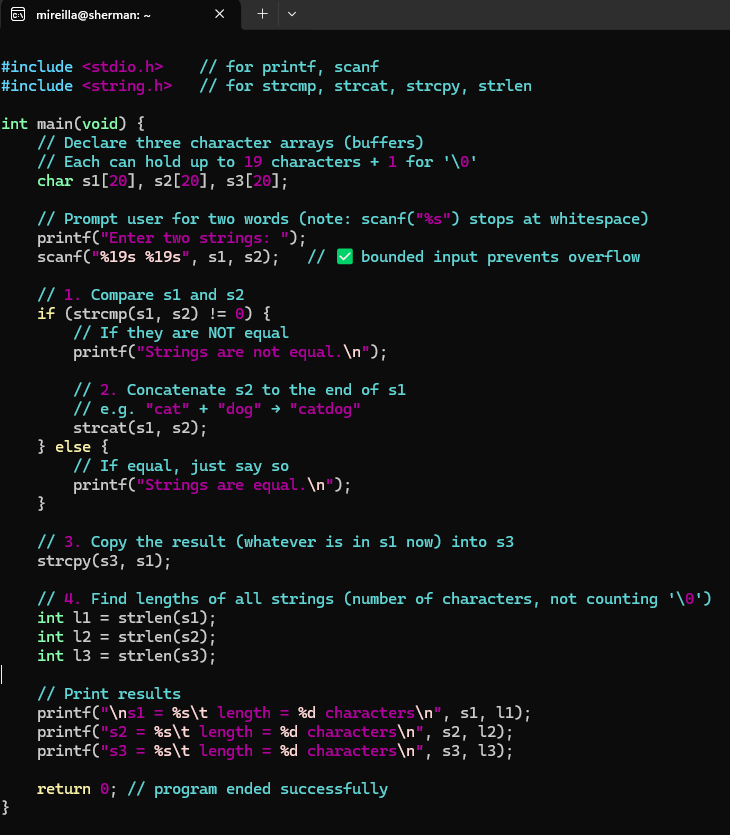 mireilla@sherman: ~
#include <stdio.h>    // for printf, scanf
#include <string.h>   // for strcmp, strcat, strcpy, strlen
int main(void) {
    // Declare three character arrays (buffers)
    // Each can hold up to 19 characters + 1 for '\0'
    char s1[20], s2[20], s3[20];
    // Prompt user for two words (note: scanf("%s") stops at whitespace)
    printf("Enter two strings: ");
    scanf("%19s %19s", s1, s2);   // ✅ bounded input prevents overflow
    // 1. Compare s1 and s2
    if (strcmp(s1, s2) != 0) {
        // If they are NOT equal
        printf("Strings are not equal.\n");
        // 2. Concatenate s2 to the end of s1
        // e.g. "cat" + "dog" → "catdog"
        strcat(s1, s2);
    } else {
        // If equal, just say so
        printf("Strings are equal.\n");
    }
    // 3. Copy the result (whatever is in s1 now) into s3
    strcpy(s3, s1);
    // 4. Find lengths of all strings (number of characters, not counting '\0')
    int l1 = strlen(s1);
    int l2 = strlen(s2);
    int l3 = strlen(s3);
    // Print results
    printf("\ns1 = %s\t length = %d characters\n", s1, l1);
    printf("s2 = %s\t length = %d characters\n", s2, l2);
    printf("s3 = %s\t length = %d characters\n", s3, l3);
    return 0; // program ended successfully
}